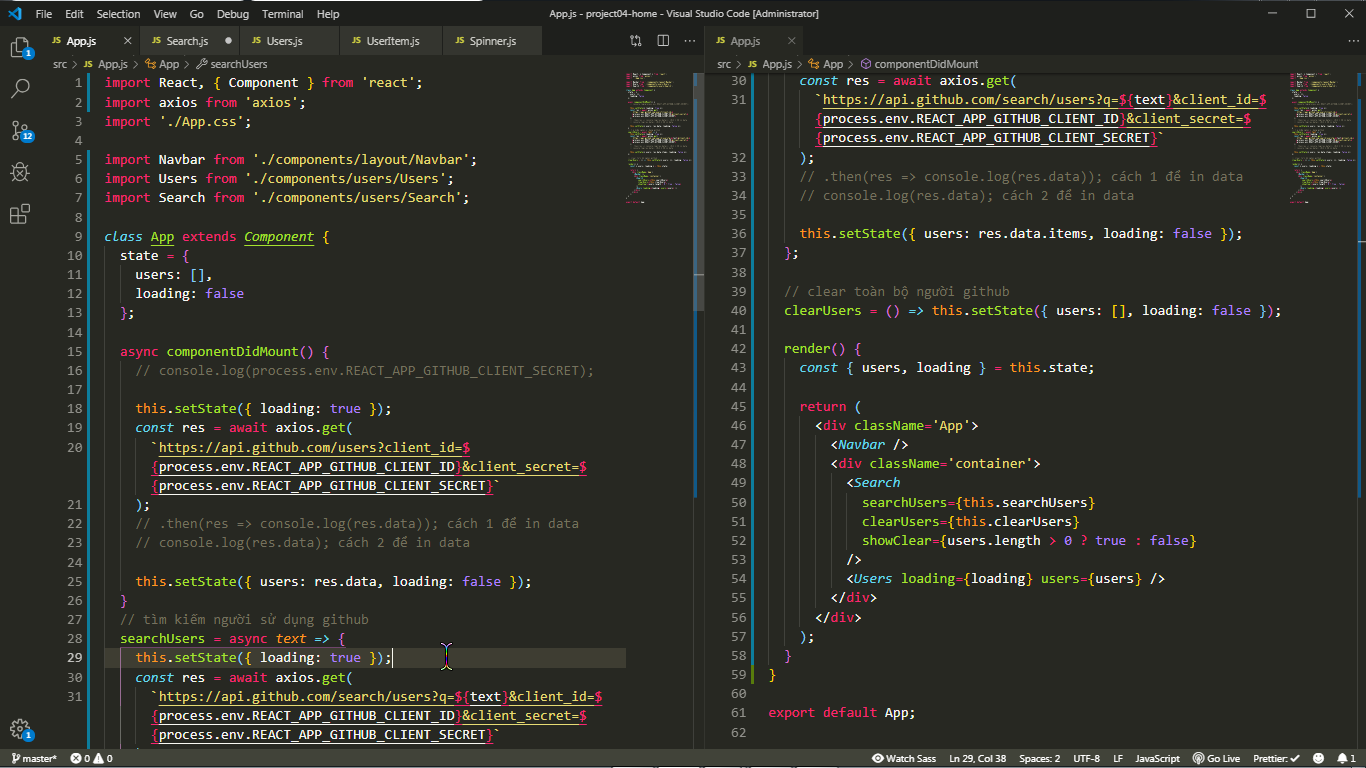 File Edit Selection View Go Debug Terminal Help
App.js - project04-home - Visual Studio Code [Administrator]
JS App.js
JS Search.js
JS Users.js
JS UserItem.js
JS Spinner.js
src > JS App.js > App > searchUsers
1 import React, { Component } from 'react';
2 import axios from 'axios';
3 import './App.css';
4
5 import Navbar from './components/layout/Navbar';
6 import Users from './components/users/Users';
7 import Search from './components/users/Search';
8
9 class App extends Component {
10 state = {
11 users: [],
12 loading: false
13 };
14
15 async componentDidMount() {
16 // console.log(process.env.REACT_APP_GITHUB_CLIENT_SECRET);
17
18 this.setState({ loading: true });
19 const res = await axios.get(
20 `https://api.github.com/users?client_id=$
{process.env.REACT_APP_GITHUB_CLIENT_ID}&client_secret=$
{process.env.REACT_APP_GITHUB_CLIENT_SECRET}`
21 );
22 // .then(res => console.log(res.data)); cách 1 để in data
23 // console.log(res.data); cách 2 để in data
24
25 this.setState({ users: res.data, loading: false });
26 }
27 // tìm kiếm người sử dụng github
28 searchUsers = async text => {
29 this.setState({ loading: true });
30 const res = await axios.get(
31 `https://api.github.com/search/users?q=${text}&client_id=$
{process.env.REACT_APP_GITHUB_CLIENT_ID}&client_secret=$
{process.env.REACT_APP_GITHUB_CLIENT_SECRET}`
JS App.js
src > JS App.js > App > componentDidMount
30 const res = await axios.get(
31 `https://api.github.com/search/users?q=${text}&client_id=$
{process.env.REACT_APP_GITHUB_CLIENT_ID}&client_secret=$
{process.env.REACT_APP_GITHUB_CLIENT_SECRET}`
32 );
33 // .then(res => console.log(res.data)); cách 1 để in data
34 // console.log(res.data); cách 2 để in data
35
36 this.setState({ users: res.data.items, loading: false });
37 };
38
39 // clear toàn bộ người github
40 clearUsers = () => this.setState({ users: [], loading: false });
41
42 render() {
43 const { users, loading } = this.state;
44
45 return (
46 <div className='App'>
47 <Navbar />
48 <div className='container'>
49 <Search
50 searchUsers={this.searchUsers}
51 clearUsers={this.clearUsers}
52 showClear={users.length > 0 ? true : false}
53 />
54 <Users loading={loading} users={users} />
55 </div>
56 </div>
57 );
58 }
59 }
60
61 export default App;
62
1
12
1
master* 0 0 Watch Sass Ln 29, Col 38 Spaces: 2 UTF-8 LF JavaScript Go Live Prettier: ✓ 1